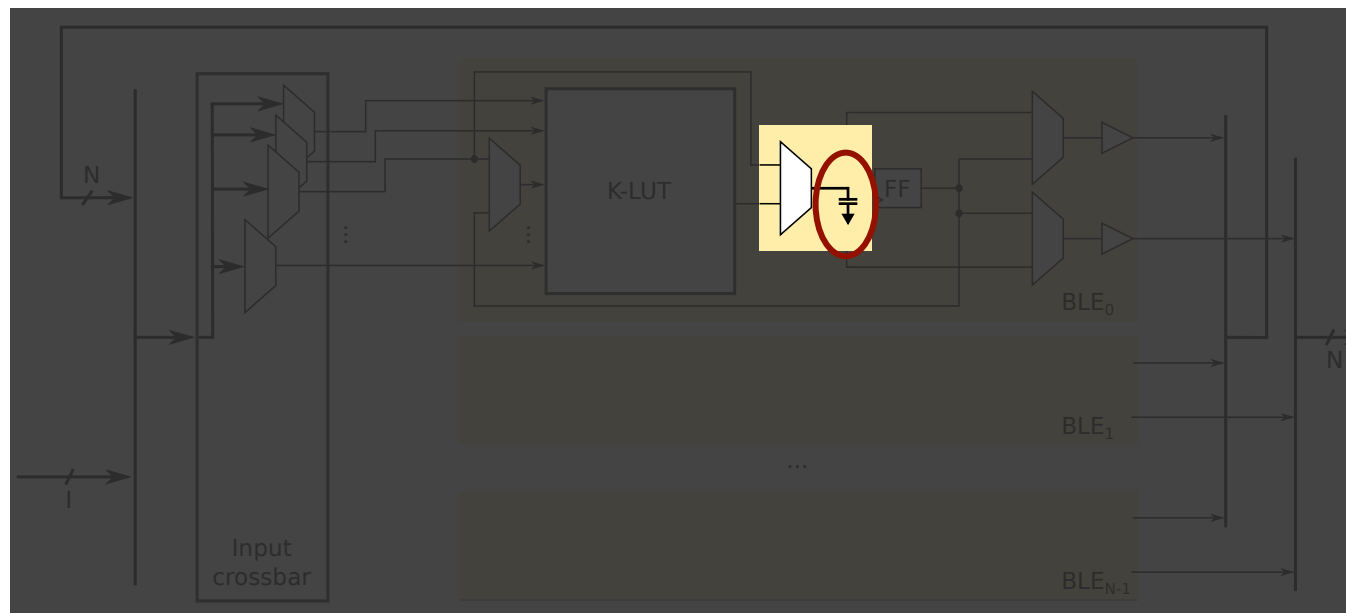 N
K-LUT
FF
⋮
⋮
BLE0
N
BLE1
...
I
Input
crossbar
BLEN-1